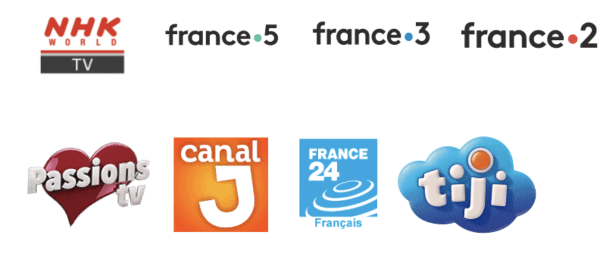 NHK
WORLD
TV
france•5
france•3
france•2
Passions
tv
canal
J
FRANCE
24
Français
tiji